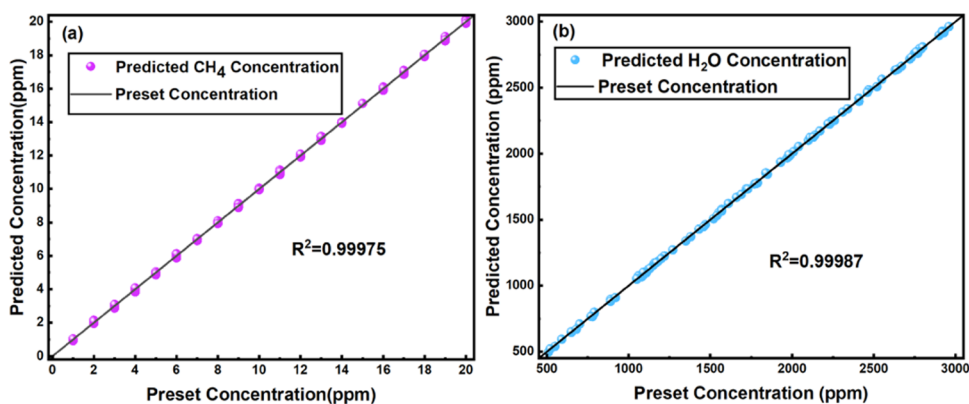 (a)
Predicted CH4 Concentration
Preset Concentration
R²=0.99975
Predicted Concentration(ppm)
20
18
16
14
12
10
8
6
4
2
0
0 2 4 6 8 10 12 14 16 18 20
Preset Concentration(ppm)
(b)
Predicted H2O Concentration
Preset Concentration
R²=0.99987
Predicted Concentration (ppm)
3000
2500
2000
1500
1000
500
500 1000 1500 2000 2500 3000
Preset Concentration (ppm)